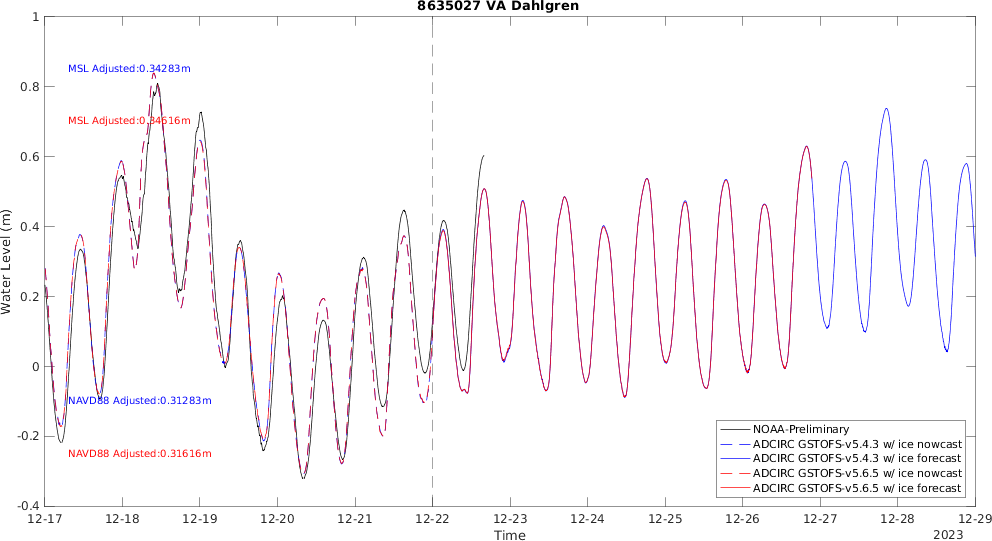 8635027 VA Dahlgren
1
0.8
0.6
0.4
0.2
0
-0.2
-0.4
Water Level (m)
MSL Adjusted:0.34283m
MSL Adjusted:0.34616m
NAVD88 Adjusted:0.31283m
NAVD88 Adjusted:0.31616m
NOAA-Preliminary
ADCIRC GSTOFS-v5.4.3 w/ ice nowcast
ADCIRC GSTOFS-v5.4.3 w/ ice forecast
ADCIRC GSTOFS-v5.6.5 w/ ice nowcast
ADCIRC GSTOFS-v5.6.5 w/ ice forecast
12-17 12-18 12-19 12-20 12-21 12-22 12-23 12-24 12-25 12-26 12-27 12-28 12-29
Time
2023